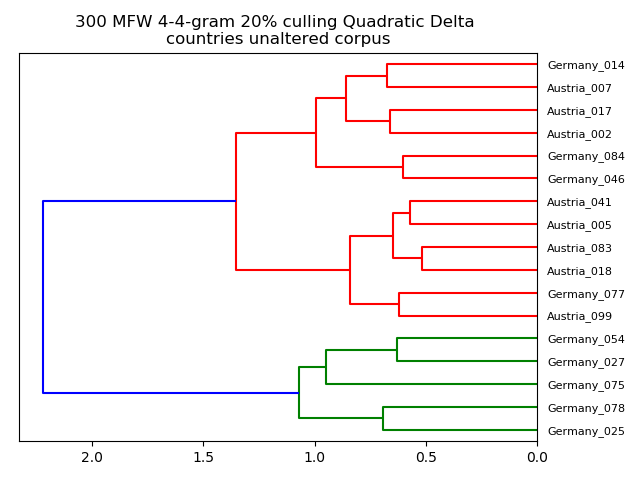 300 MFW 4-4-gram 20% culling Quadratic Delta
countries unaltered corpus
Germany_014
Austria_007
Austria_017
Austria_002
Germany_084
Germany_046
Austria_041
Austria_005
Austria_083
Austria_018
Germany_077
Austria_099
Germany_054
Germany_027
Germany_075
Germany_078
Germany_025
2.0 1.5 1.0 0.5 0.0